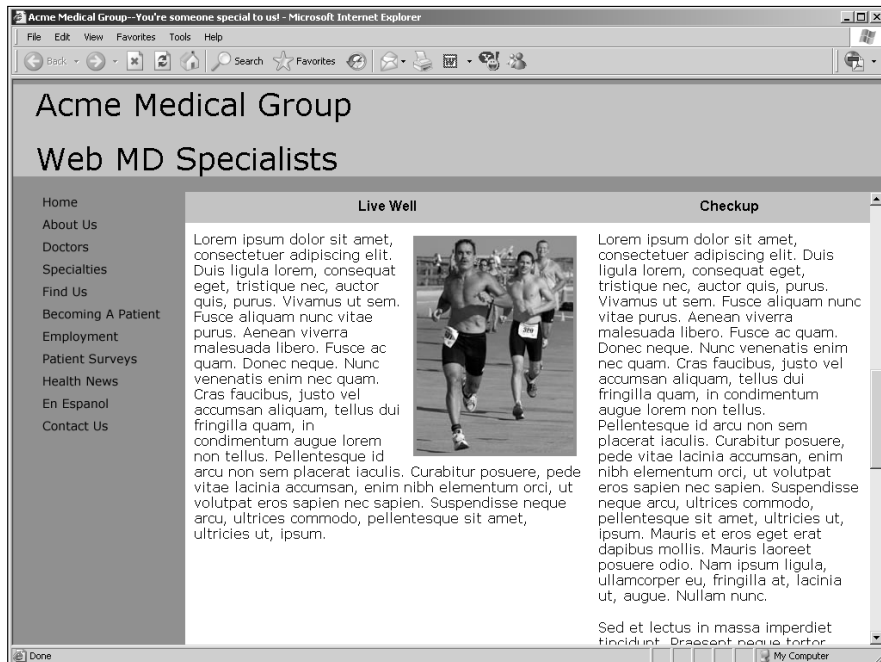 Acme Medical Group--You're someone special to us! - Microsoft Internet Explorer
File Edit View Favorites Tools Help
Back Search Favorites
Acme Medical Group
Web MD Specialists
Home
About Us
Doctors
Specialties
Find Us
Becoming A Patient
Employment
Patient Surveys
Health News
En Espanol
Contact Us
Live Well
Lorem ipsum dolor sit amet,
consectetuer adipiscing elit.
Duis ligula lorem, consequat
eget, tristique nec, auctor
quis, purus. Vivamus ut sem.
Fusce aliquam nunc vitae
purus. Aenean viverra
malesuada libero. Fusce ac
quam. Donec neque. Nunc
venenatis enim nec quam.
Cras faucibus, justo vel
accumsan aliquam, tellus dui
fringilla quam, in
condimentum augue lorem
non tellus. Pellentesque id
arcu non sem placerat iaculis. Curabitur posuere, pede
vitae lacinia accumsan, enim nibh elementum orci, ut
volutpat eros sapien nec sapien. Suspendisse neque
arcu, ultrices commodo, pellentesque sit amet,
ultricies ut, ipsum.
Checkup
Lorem ipsum dolor sit amet,
consectetuer adipiscing elit. Duis
ligula lorem, consequat eget,
tristique nec, auctor quis, purus.
Vivamus ut sem. Fusce aliquam nunc
vitae purus. Aenean viverra
malesuada libero. Fusce ac quam.
Donec neque. Nunc venenatis enim
nec quam. Cras faucibus, justo vel
accumsan aliquam, tellus dui
fringilla quam, in condimentum
augue lorem non tellus.
Pellentesque id arcu non sem
placerat iaculis. Curabitur posuere,
pede vitae lacinia accumsan, enim
nibh elementum orci, ut volutpat
eros sapien nec sapien. Suspendisse
neque arcu, ultrices commodo,
pellentesque sit amet, ultricies ut,
ipsum. Mauris et eros eget erat
dapibus mollis. Mauris laoreet
posuere odio. Nam ipsum ligula,
ullamcorper eu, fringilla at, lacinia
ut, augue. Nullam nunc.
Sed et lectus in massa imperdiet
tincidunt. Praesent neque tortor
Done My Computer